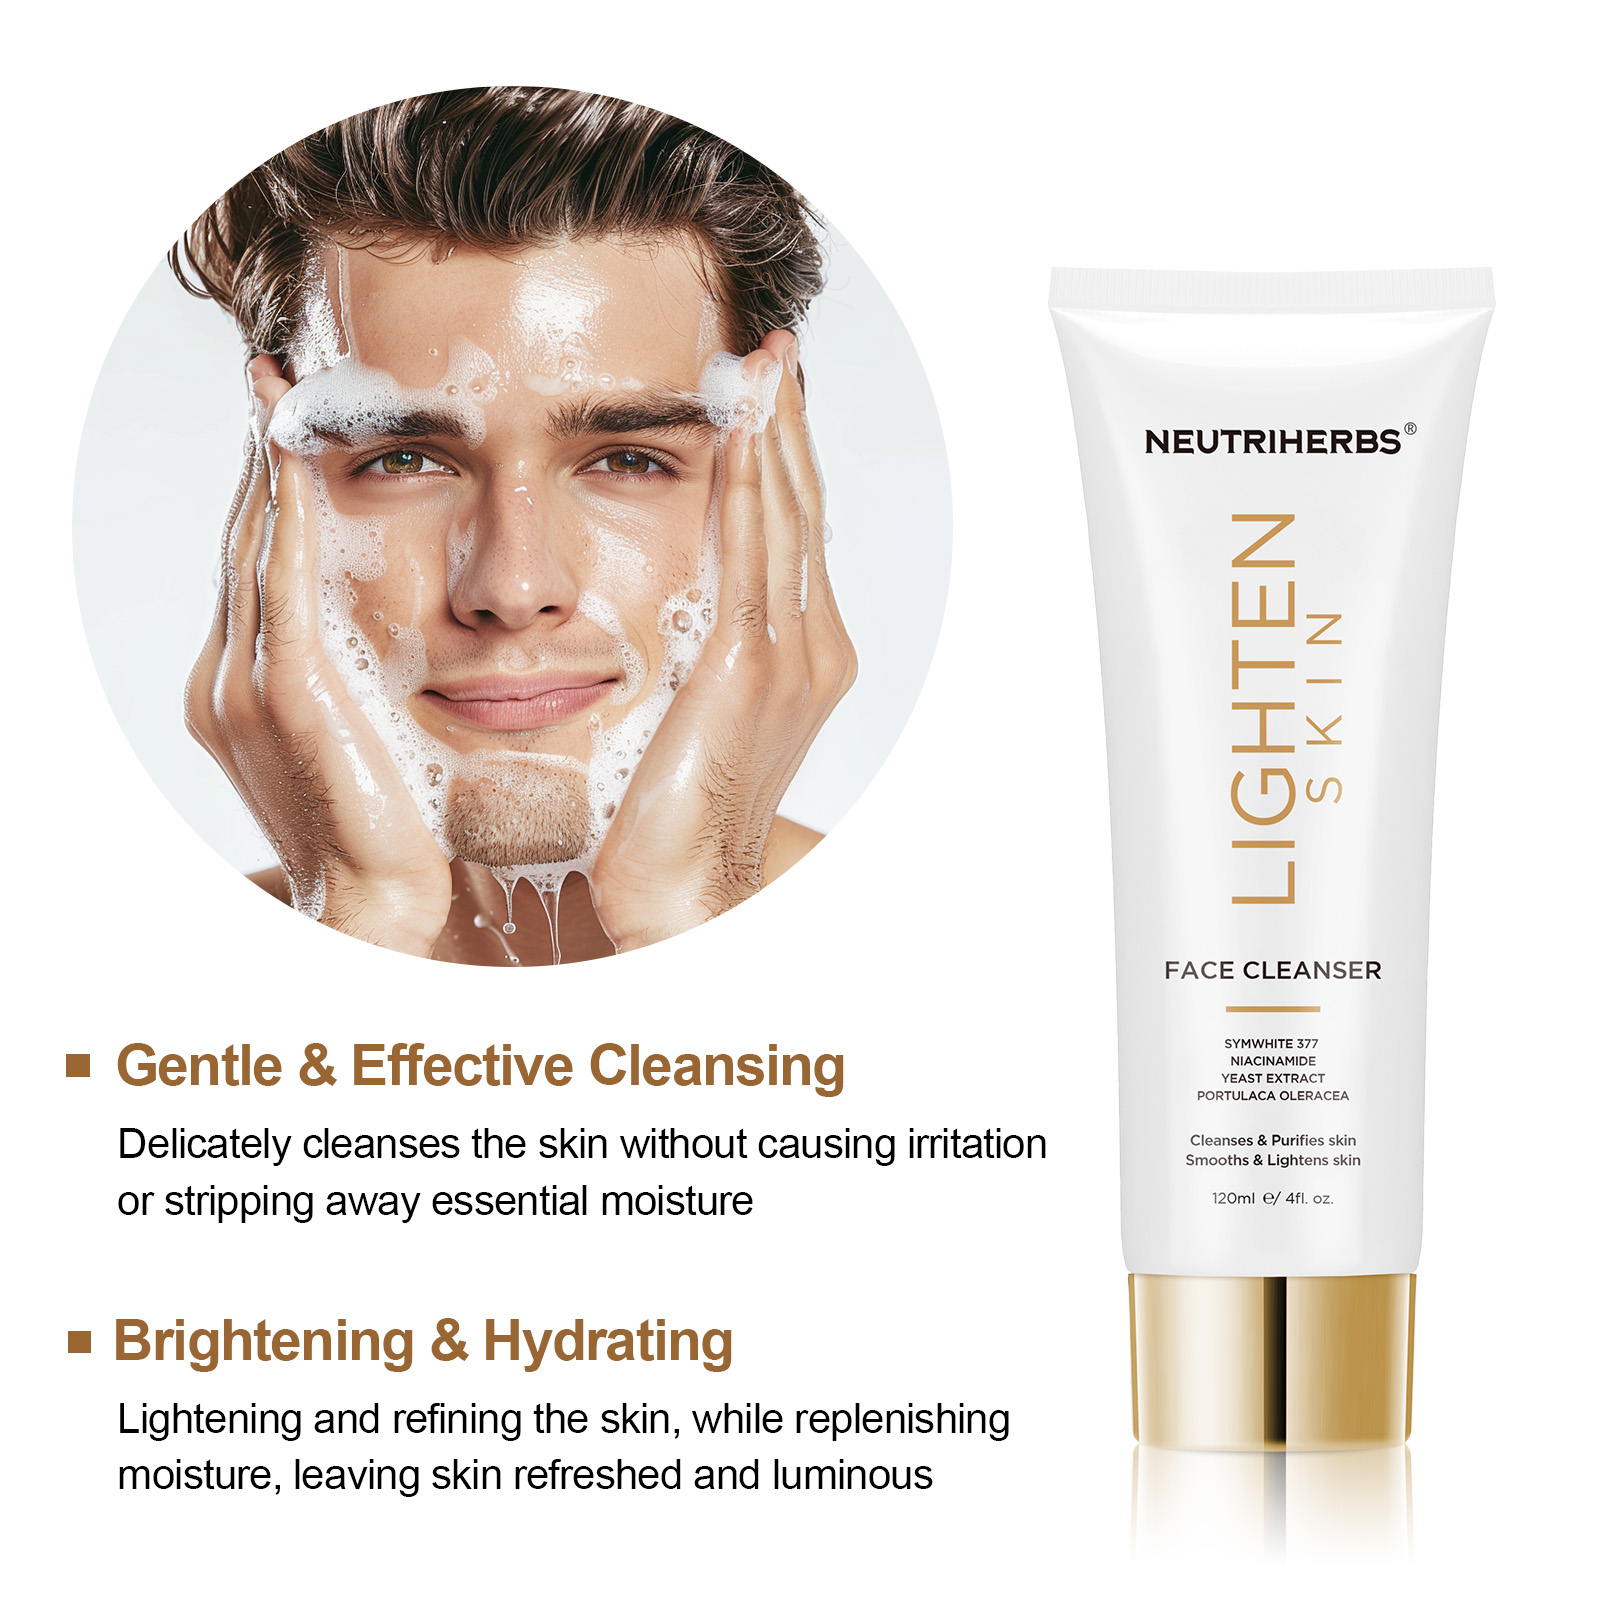 NEUTRIHERBS®
LIGHTEN
SKIN
FACE CLEANSER
SYMWHITE 377
NIACINAMIDE
YEAST EXTRACT
PORTULACA OLERACEA
Cleanses & Purifies skin
Smooths & Lightens skin
120ml ℮/ 4fl. oz.
Gentle & Effective Cleansing
Delicately cleanses the skin without causing irritation
or stripping away essential moisture
Brightening & Hydrating
Lightening and refining the skin, while replenishing
moisture, leaving skin refreshed and luminous